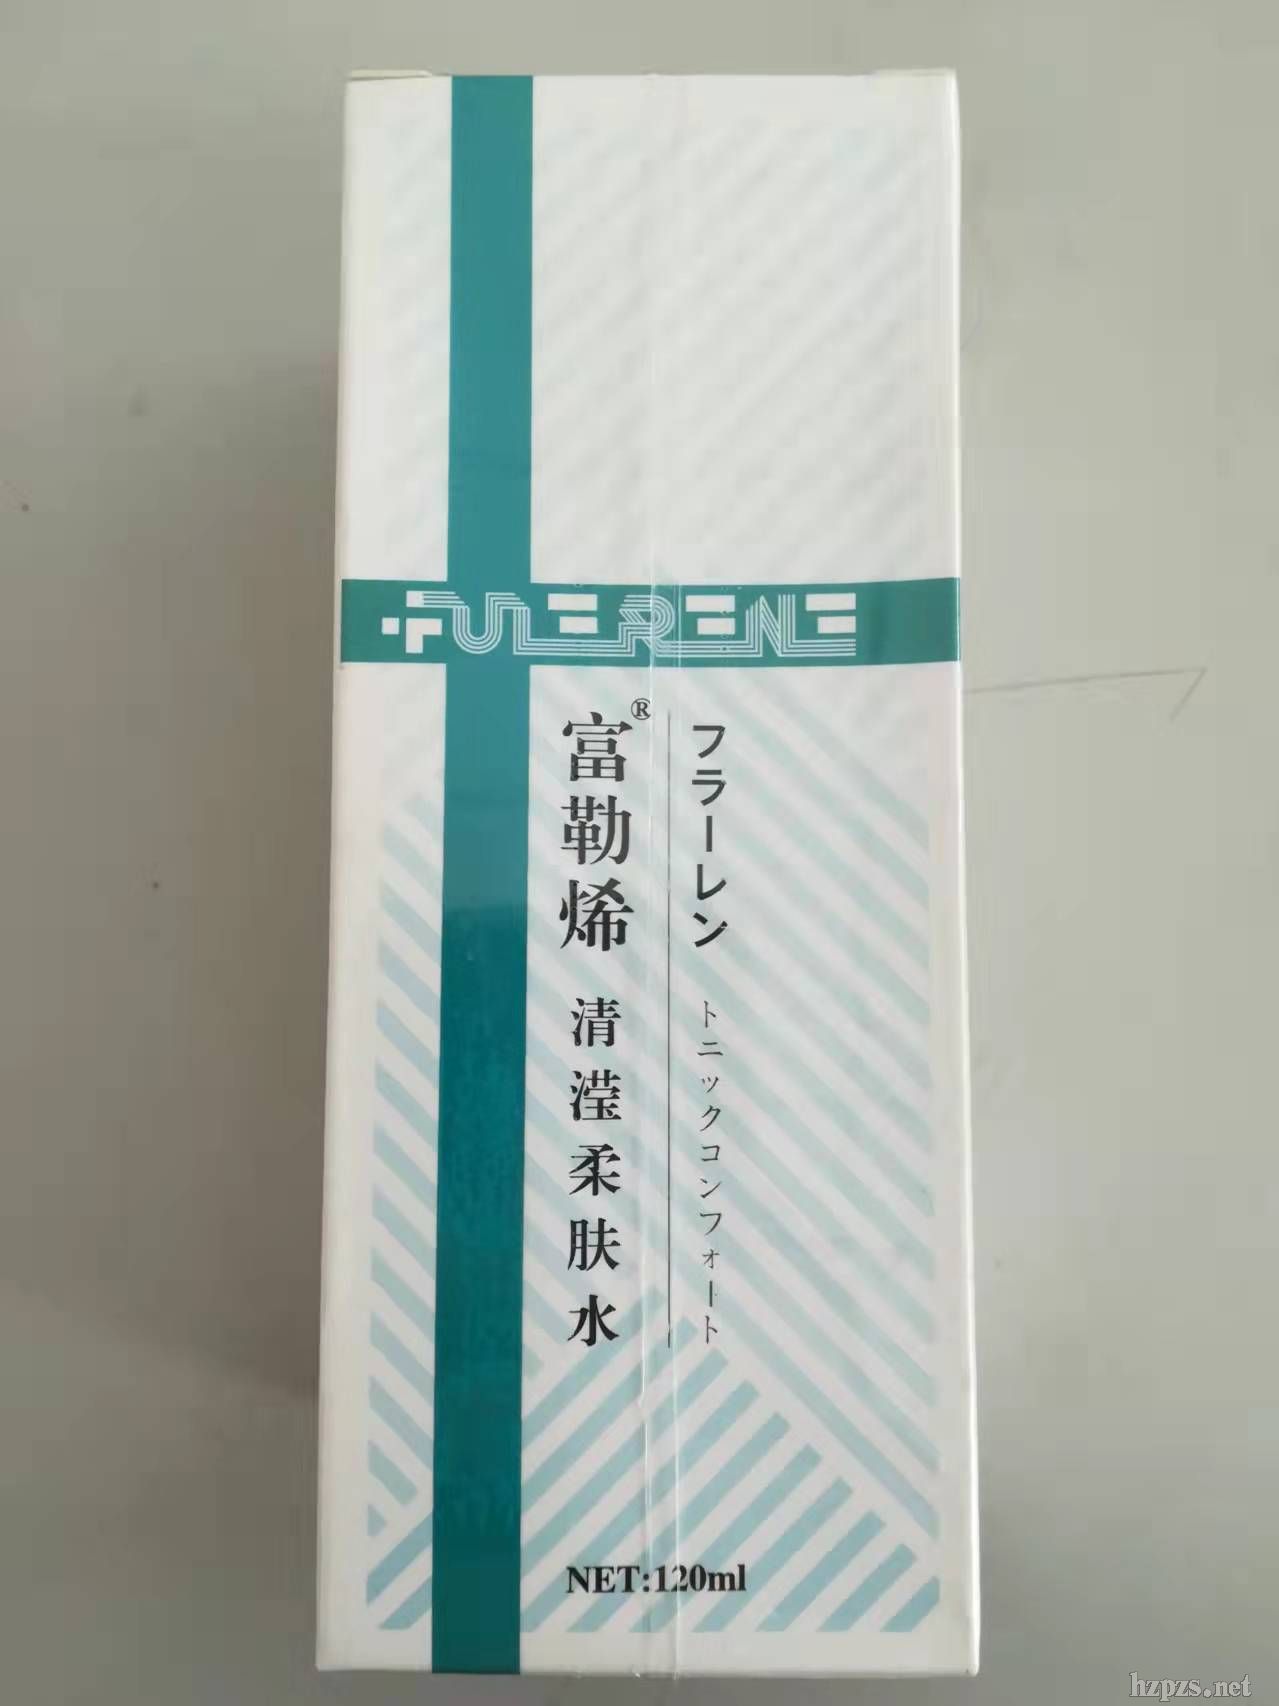 FULERENE
富勒烯®
清滢柔肤水
フラーレン
トニックコンフォート
NET:120ml
hzpzs.net